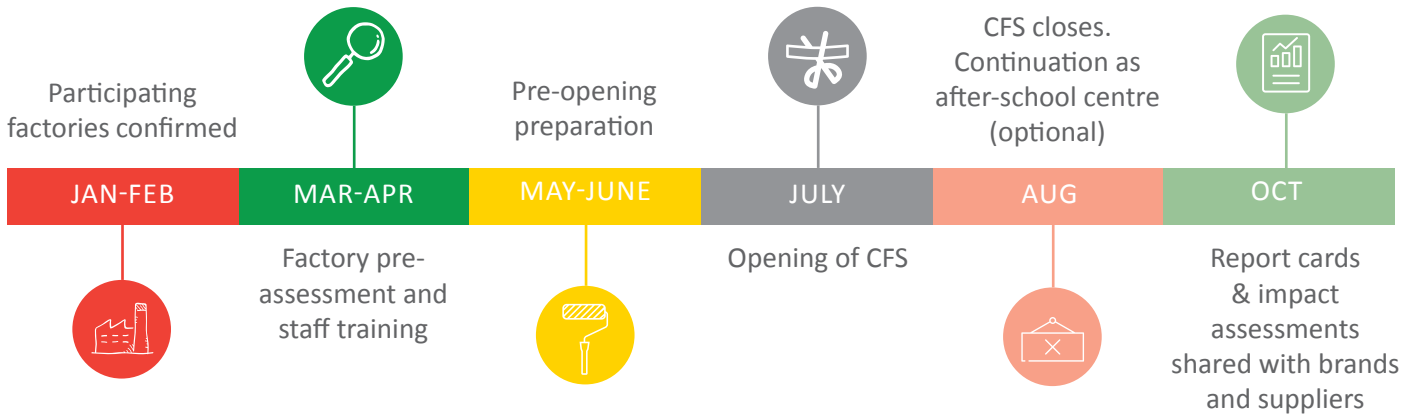 Participating
factories confirmed
Pre-opening
preparation
CFS closes.
Continuation as
after-school centre
(optional)
JAN-FEB
MAR-APR
MAY-JUNE
JULY
AUG
OCT
Factory pre-
assessment and
staff training
Opening of CFS
Report cards
& impact
assessments
shared with brands
and suppliers